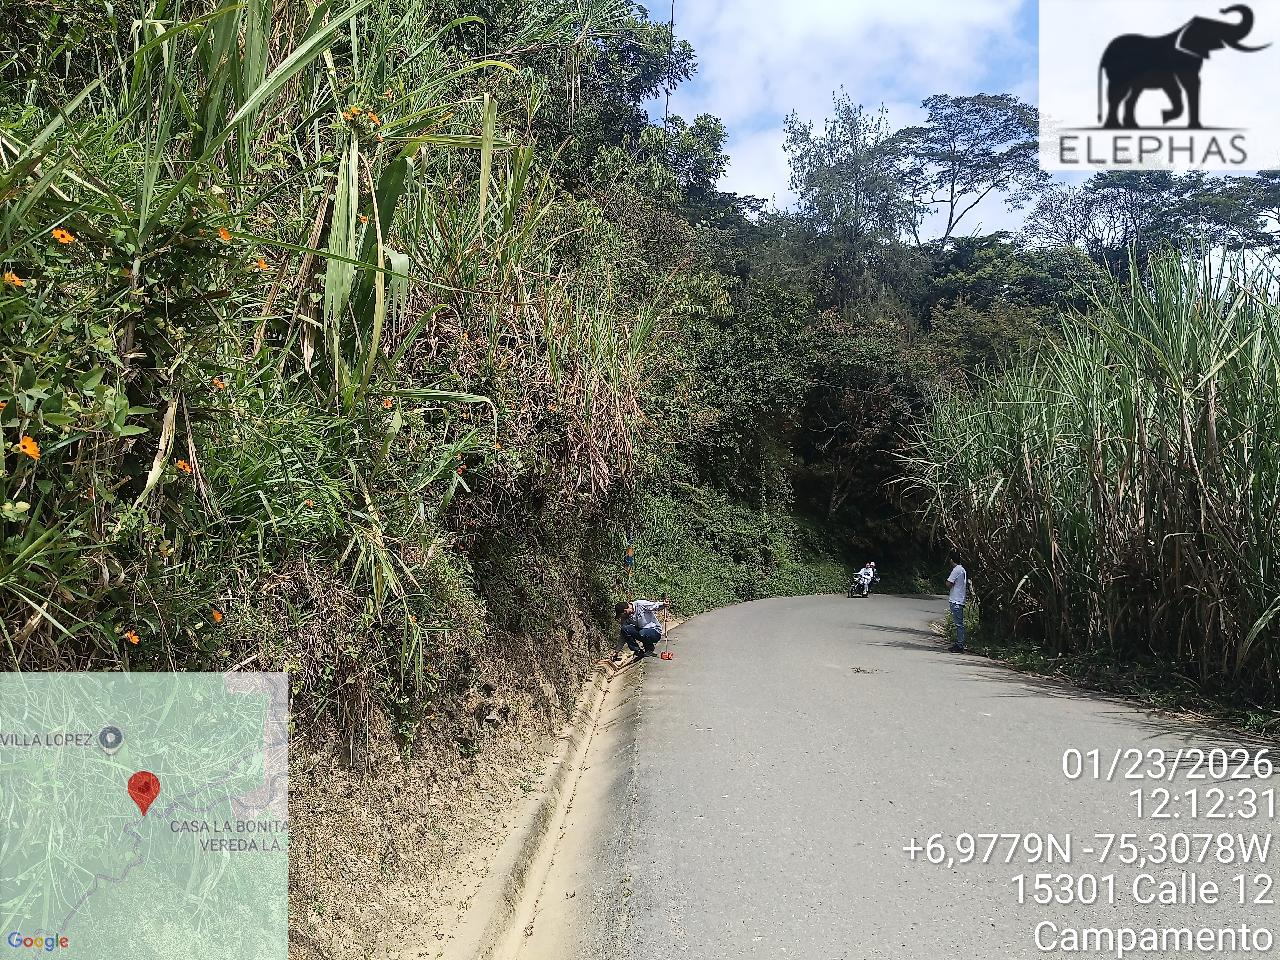 ELEPHAS
VILLA LOPEZ
CASA LA BONITA
VEREDA LA
Google
01/23/2026
12:12:31
+6,9779N -75,3078W
15301 Calle 12
Campamento